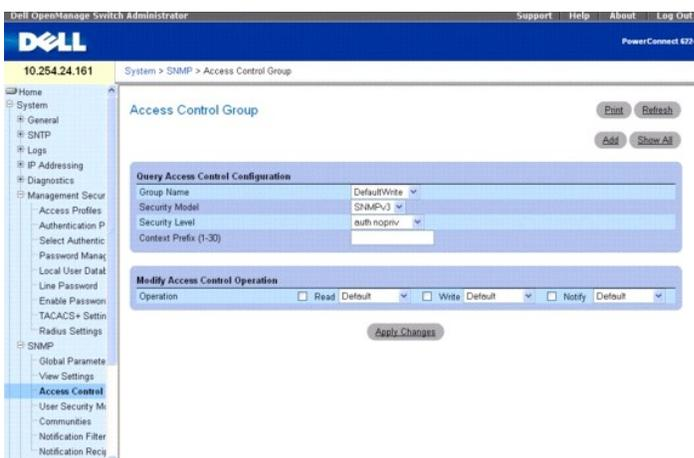 Dell OpenManage Switch Administrator
Support Help About Log Out
DELL
PowerConnect 622
10.254.24.161
System > SNMP > Access Control Group
Home
System
General
SNTP
Logs
IP Addressing
Diagnostics
Management Secur
Access Profiles
Authentication P
Select Authentic
Password Manag
Local User Datab
Line Password
Enable Passwor
TACACS+ Settin
Radius Settings
SNMP
Global Paramete
View Settings
Access Control
User Security Mo
Communities
Notification Filter
Notification Recip
Access Control Group
Print Refresh
Add Show All
Query Access Control Configuration
Group Name DefaultWrite
Security Model SNMPv3
Security Level auth nopriv
Context Prefix (1-30)
Modify Access Control Operation
Operation Read Default Write Default Notify Default
Apply Changes